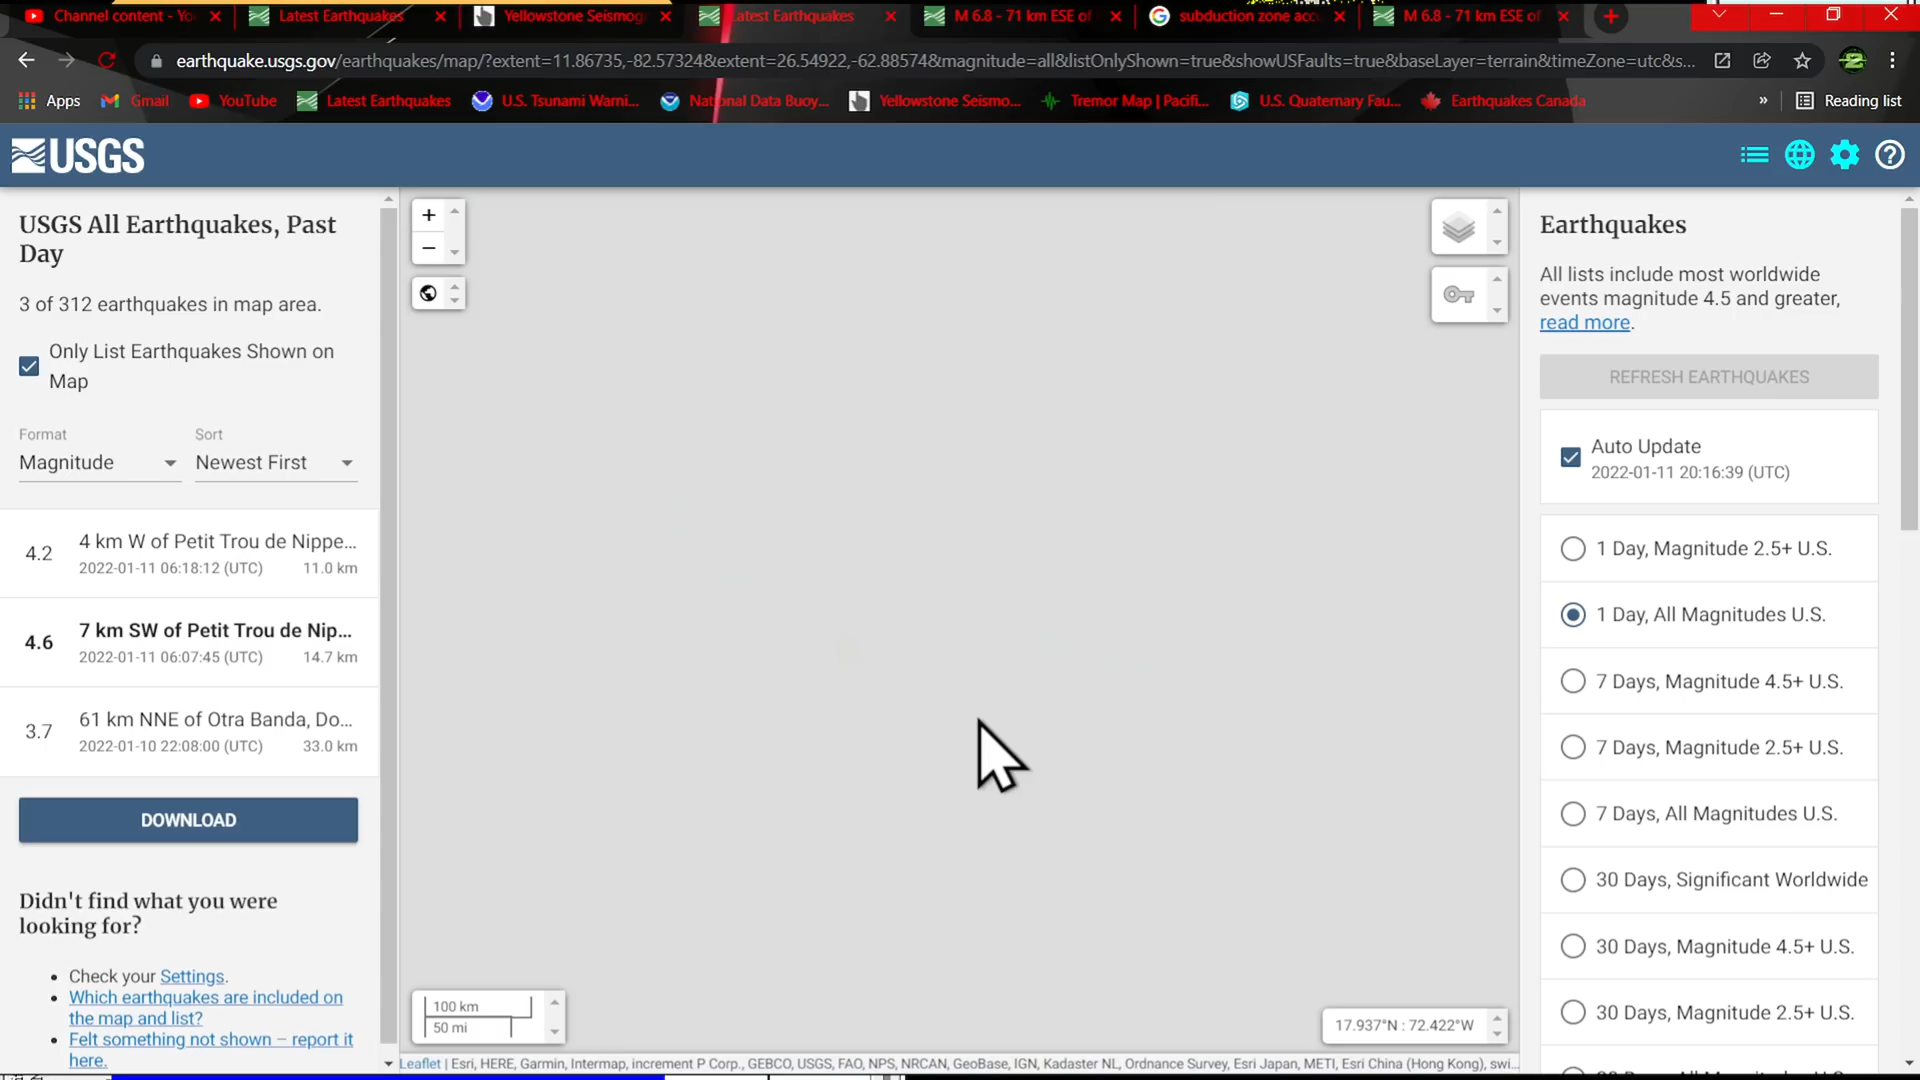 Channel content - Yo
Latest Earthquakes
Yellowstone Seismog
Latest Earthquakes
M 6.8 - 71 km ESE of
subduction zone acc
M 6.8 - 71 km ESE of
earthquake.usgs.gov/earthquakes/map/?extent=11.86735,-82.57324&extent=26.54922,-62.88574&magnitude=all&listOnlyShown=true&showUSFaults=true&baseLayer=terrain&timeZone=utc&s...
Apps
Gmail
YouTube
Latest Earthquakes
U.S. Tsunami Warni...
National Data Buoy...
Yellowstone Seismo...
Tremor Map | Pacifi...
U.S. Quaternary Fau...
Earthquakes Canada
»
Reading list
USGS
USGS All Earthquakes, Past
Day
3 of 312 earthquakes in map area.
Only List Earthquakes Shown on
Map
Format
Magnitude
Sort
Newest First
4.2
4 km W of Petit Trou de Nippe...
2022-01-11 06:18:12 (UTC) 11.0 km
4.6
7 km SW of Petit Trou de Nip...
2022-01-11 06:07:45 (UTC) 14.7 km
3.7
61 km NNE of Otra Banda, Do...
2022-01-10 22:08:00 (UTC) 33.0 km
DOWNLOAD
Didn't find what you were
looking for?
• Check your Settings.
• Which earthquakes are included on
the map and list?
• Felt something not shown – report it
here.
+
−
100 km
50 mi
17.937°N : 72.422°W
Leaflet | Esri, HERE, Garmin, Intermap, increment P Corp., GEBCO, USGS, FAO, NPS, NRCAN, GeoBase, IGN, Kadaster NL, Ordnance Survey, Esri Japan, METI, Esri China (Hong Kong), swi...
Earthquakes
All lists include most worldwide
events magnitude 4.5 and greater,
read more.
REFRESH EARTHQUAKES
Auto Update
2022-01-11 20:16:39 (UTC)
1 Day, Magnitude 2.5+ U.S.
1 Day, All Magnitudes U.S.
7 Days, Magnitude 4.5+ U.S.
7 Days, Magnitude 2.5+ U.S.
7 Days, All Magnitudes U.S.
30 Days, Significant Worldwide
30 Days, Magnitude 4.5+ U.S.
30 Days, Magnitude 2.5+ U.S.